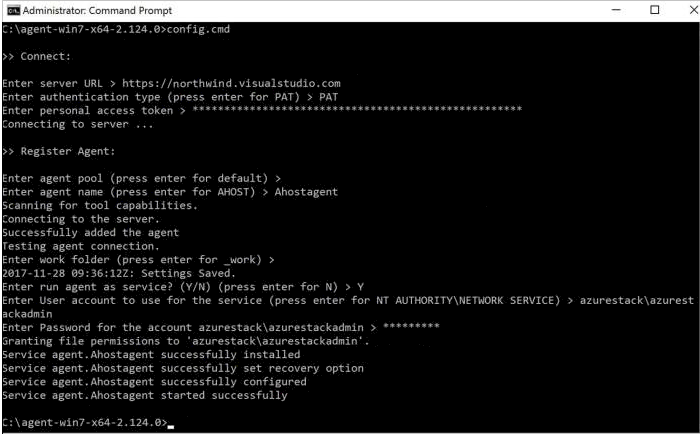 Administrator: Command Prompt
C:\agent-win7-x64-2.124.0>config.cmd
>> Connect:
Enter server URL > https://northwind.visualstudio.com
Enter authentication type (press enter for PAT) > PAT
Enter personal access token > ****************************************************
Connecting to server ...
>> Register Agent:
Enter agent pool (press enter for default) >
Enter agent name (press enter for AHOST) > Ahostagent
Scanning for tool capabilities.
Connecting to the server.
Successfully added the agent
Testing agent connection.
Enter work folder (press enter for _work) >
2017-11-28 09:36:12Z: Settings Saved.
Enter run agent as service? (Y/N) (press enter for N) > Y
Enter User account to use for the service (press enter for NT AUTHORITY\NETWORK SERVICE) > azurestack\azurest
ackadmin
Enter Password for the account azurestack\azurestackadmin > *********
Granting file permissions to 'azurestack\azurestackadmin'.
Service agent.Ahostagent successfully installed
Service agent.Ahostagent successfully set recovery option
Service agent.Ahostagent successfully configured
Service agent.Ahostagent started successfully
C:\agent-win7-x64-2.124.0>